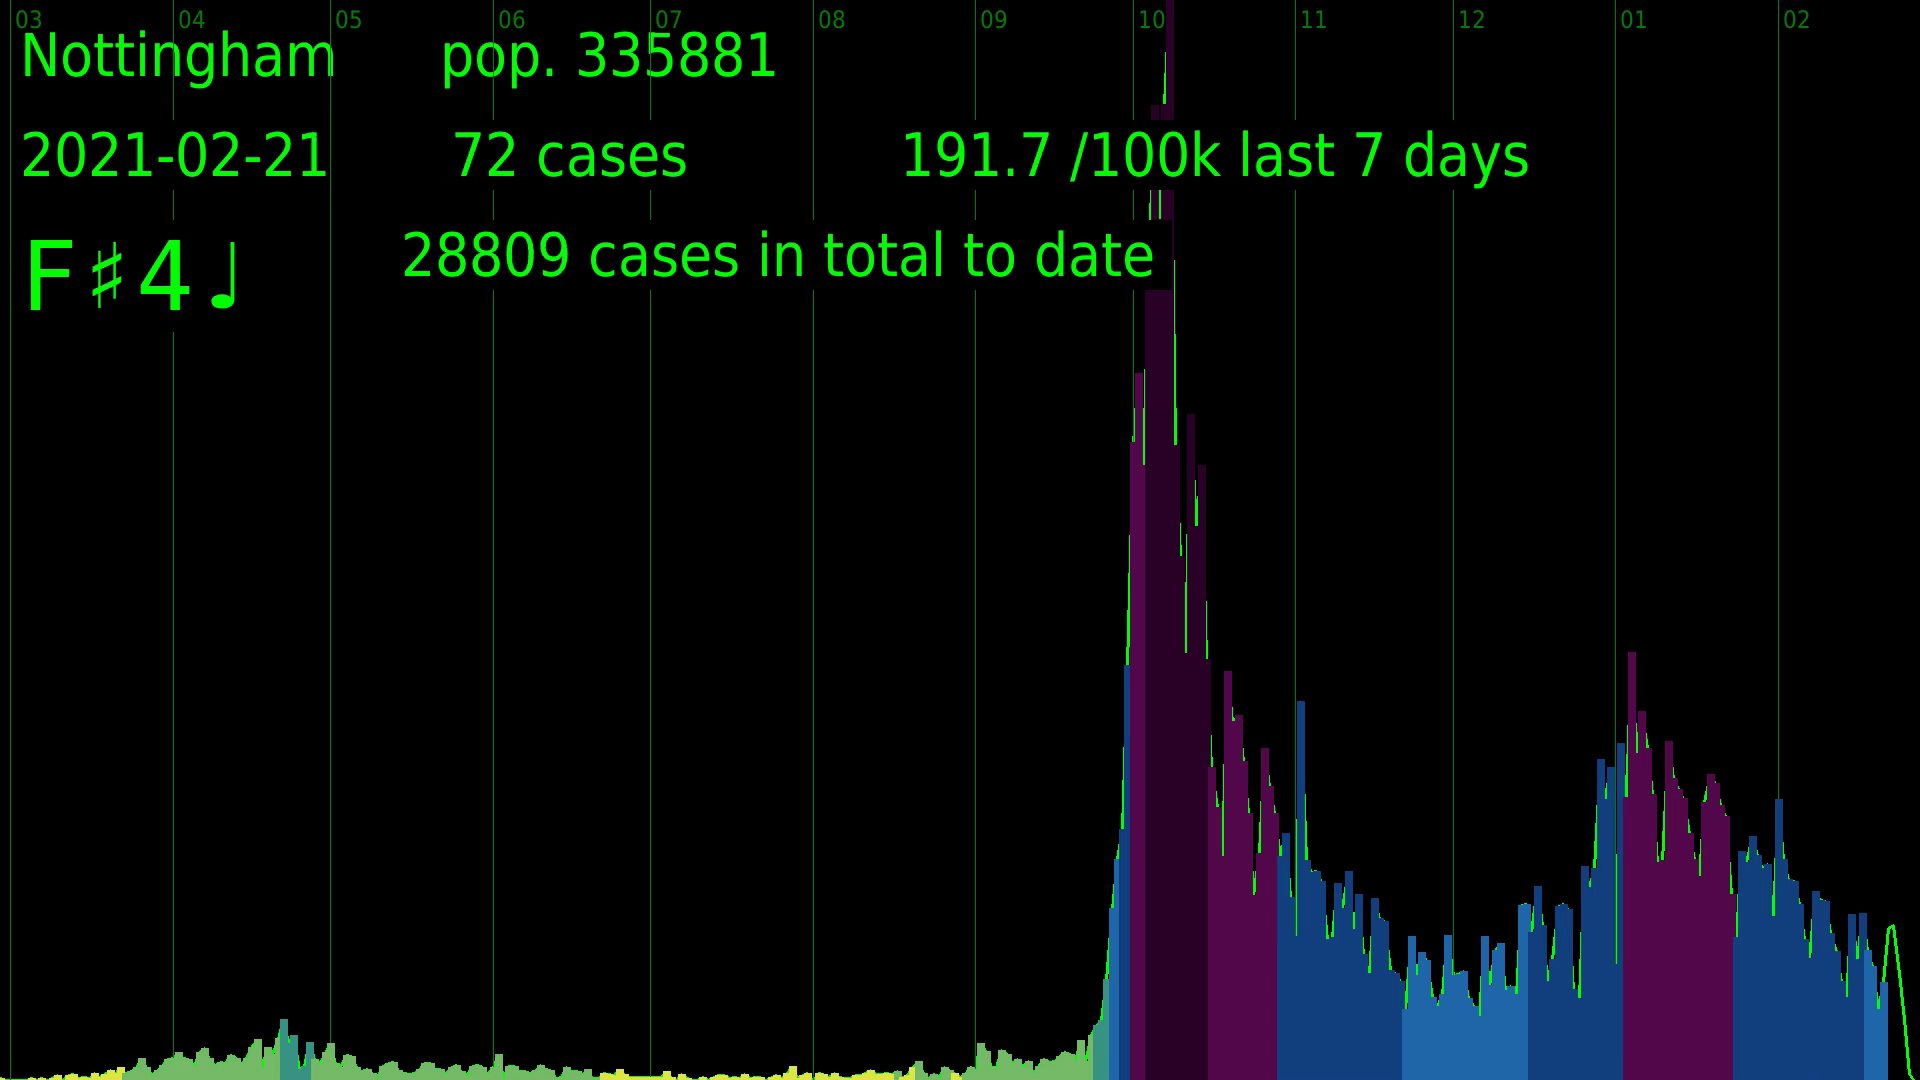 03 04 05 06 07 08 09 10 11 12 01 02
Nottingham pop. 335881
2021-02-21 72 cases 191.7 /100k last 7 days
F♯4♩ 28809 cases in total to date